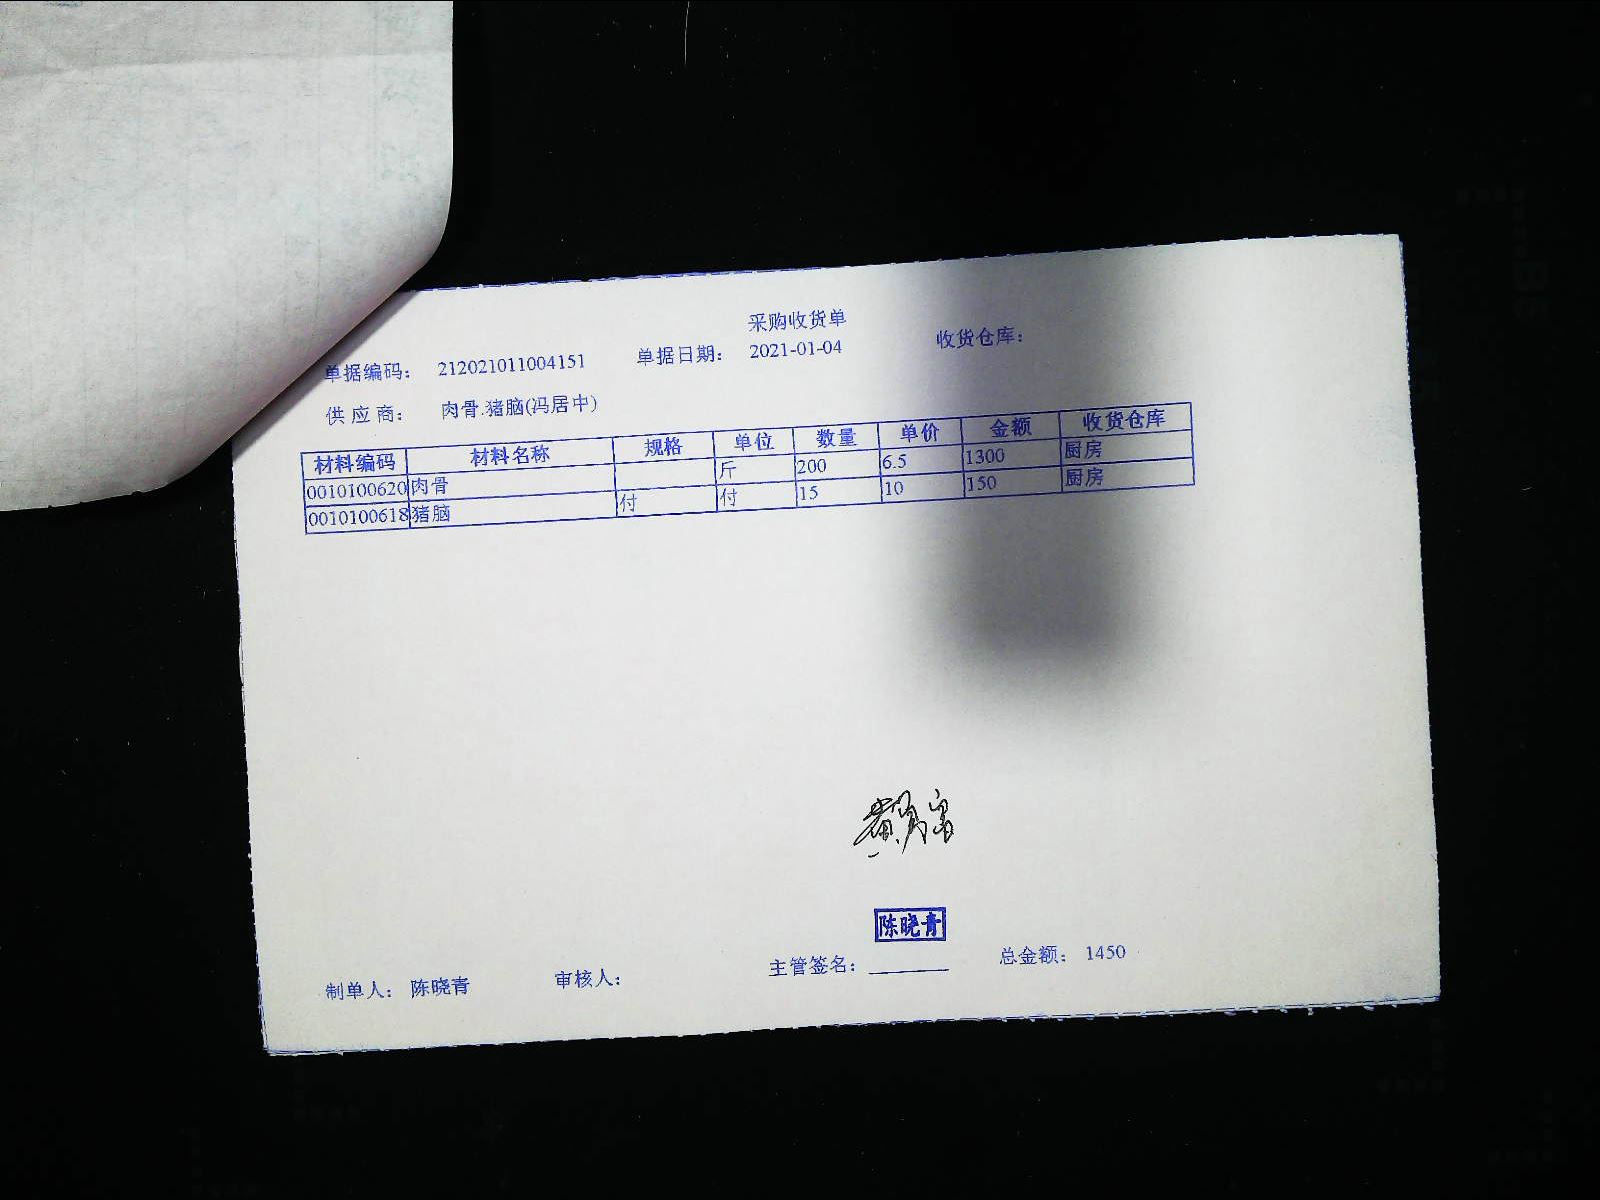 采购收货单
单据编码： 212021011004151 单据日期： 2021-01-04 收货仓库：
供 应 商： 肉骨.猪脑(冯居中)
材料编码 材料名称 规格 单位 数量 单价 金额 收货仓库
0010100620 肉骨 斤 200 6.5 1300 厨房
0010100618 猪脑 付 付 15 10 150 厨房
陈晓青
制单人： 陈晓青 审核人： 主管签名： 总金额： 1450